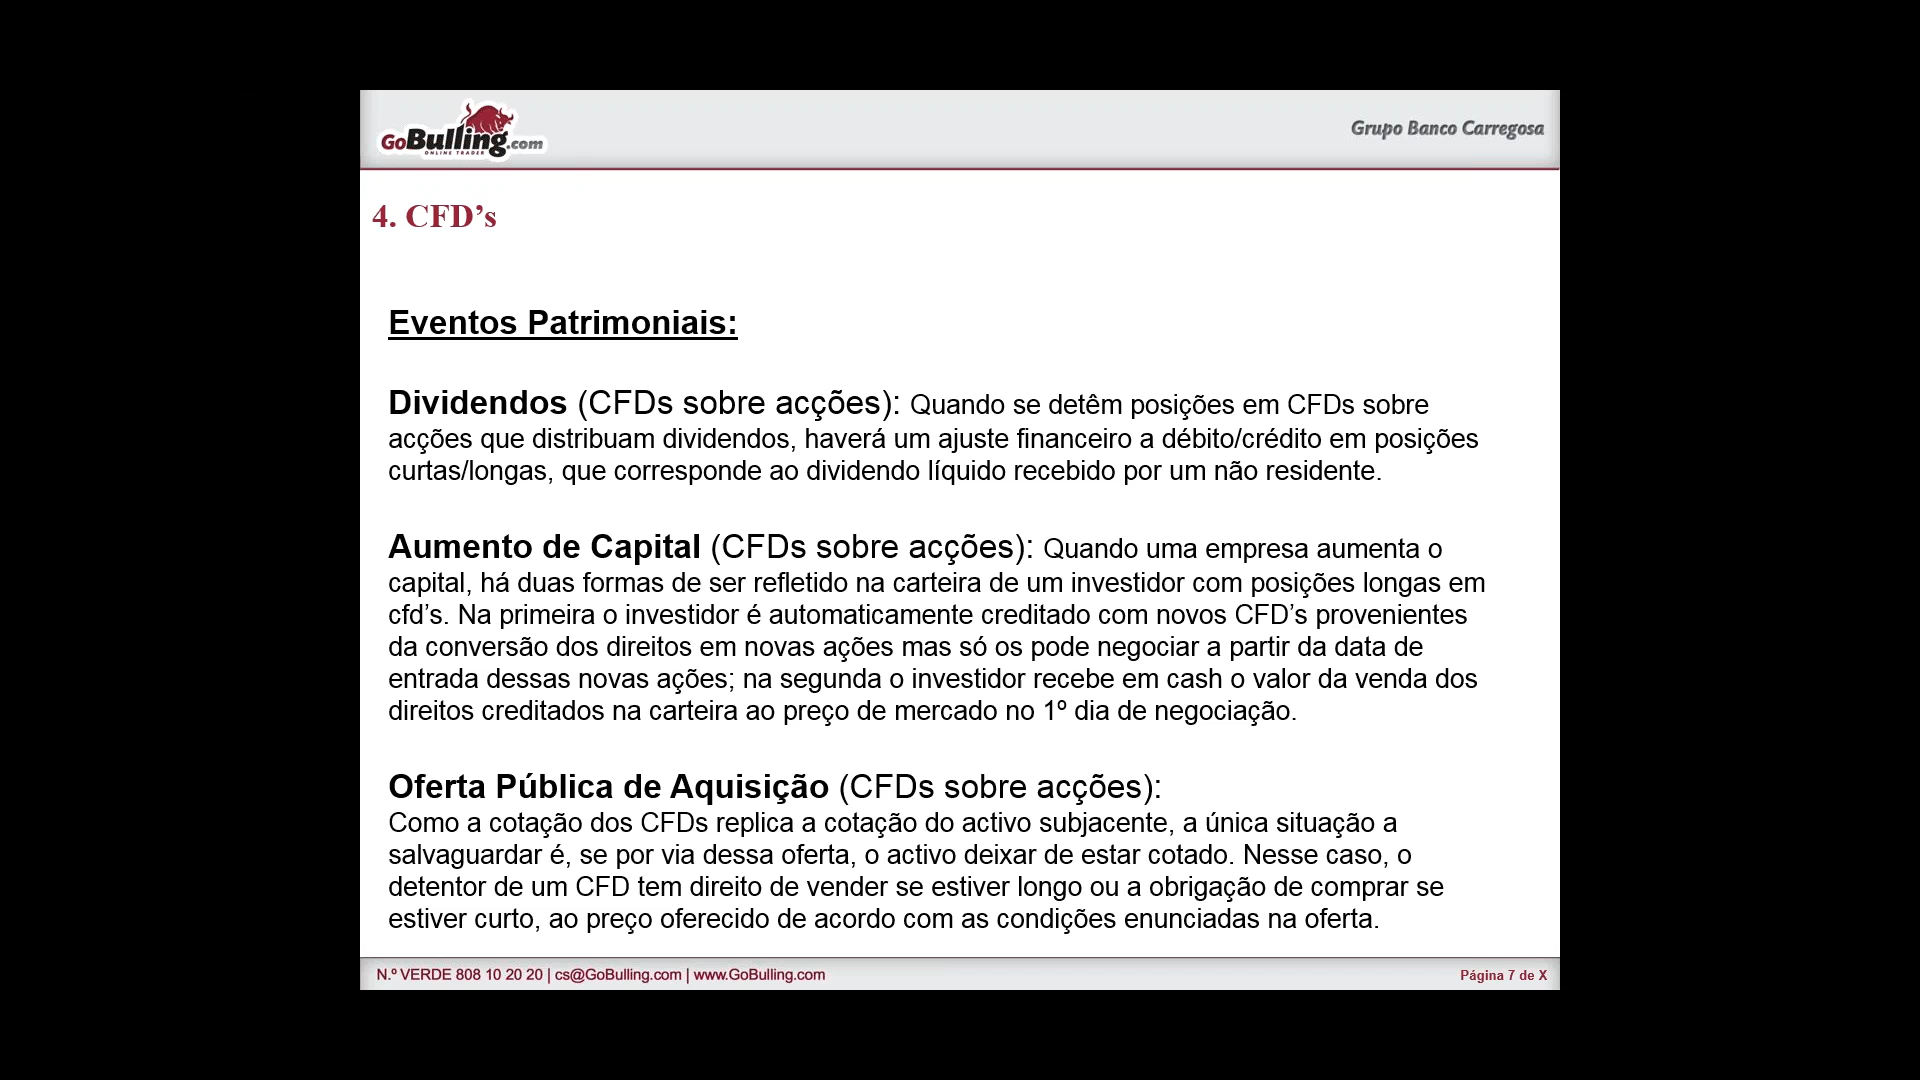 GoBulling.com
ONLINE TRADER
Grupo Banco Carregosa
4. CFD’s
Eventos Patrimoniais:
Dividendos (CFDs sobre acções): Quando se detêm posições em CFDs sobre
acções que distribuam dividendos, haverá um ajuste financeiro a débito/crédito em posições
curtas/longas, que corresponde ao dividendo líquido recebido por um não residente.
Aumento de Capital (CFDs sobre acções): Quando uma empresa aumenta o
capital, há duas formas de ser refletido na carteira de um investidor com posições longas em
cfd’s. Na primeira o investidor é automaticamente creditado com novos CFD’s provenientes
da conversão dos direitos em novas ações mas só os pode negociar a partir da data de
entrada dessas novas ações; na segunda o investidor recebe em cash o valor da venda dos
direitos creditados na carteira ao preço de mercado no 1º dia de negociação.
Oferta Pública de Aquisição (CFDs sobre acções):
Como a cotação dos CFDs replica a cotação do activo subjacente, a única situação a
salvaguardar é, se por via dessa oferta, o activo deixar de estar cotado. Nesse caso, o
detentor de um CFD tem direito de vender se estiver longo ou a obrigação de comprar se
estiver curto, ao preço oferecido de acordo com as condições enunciadas na oferta.
N.º VERDE 808 10 20 20 | cs@GoBulling.com | www.GoBulling.com
Página 7 de X